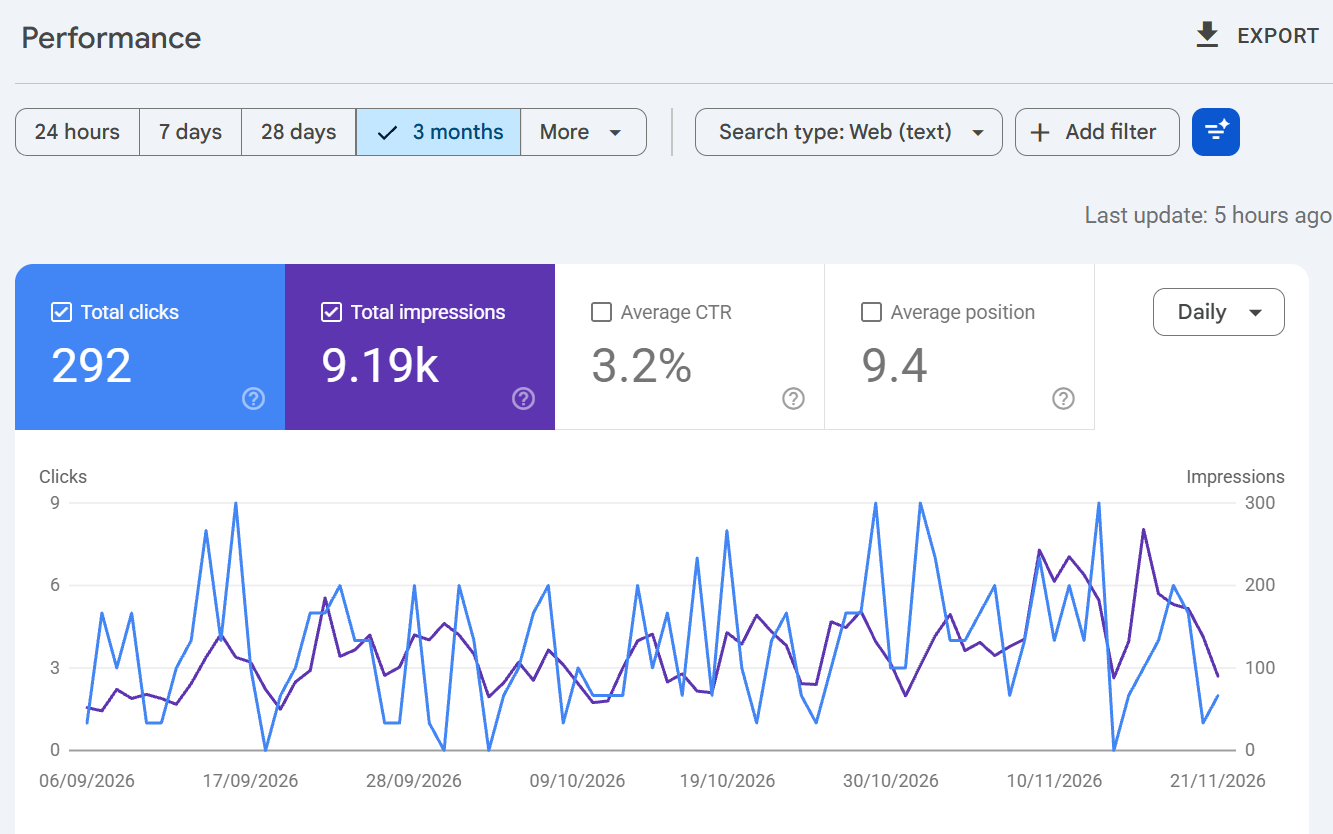 Performance
EXPORT
24 hours 7 days 28 days 3 months More
Search type: Web (text) Add filter
Last update: 5 hours ago
Total clicks
292
Total impressions
9.19k
Average CTR
3.2%
Average position
9.4
Daily
Clicks Impressions
9 300
6 200
3 100
0 0
06/09/2026 17/09/2026 28/09/2026 09/10/2026 19/10/2026 30/10/2026 10/11/2026 21/11/2026